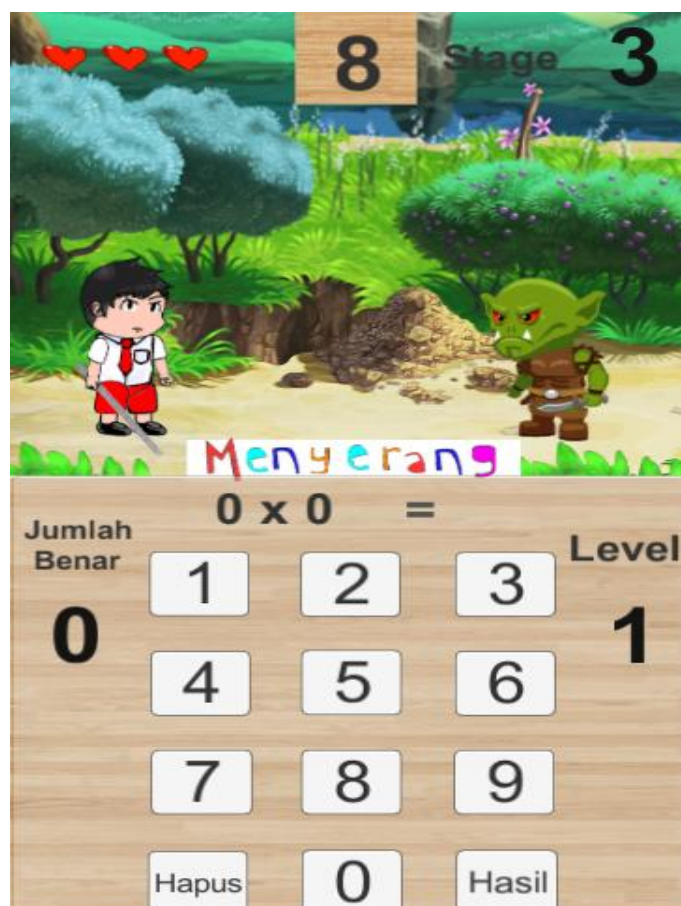 8 Stage 3
Menyerang
0 x 0 =
Jumlah
Benar
0
Level
1
1 2 3
4 5 6
7 8 9
Hapus 0 Hasil